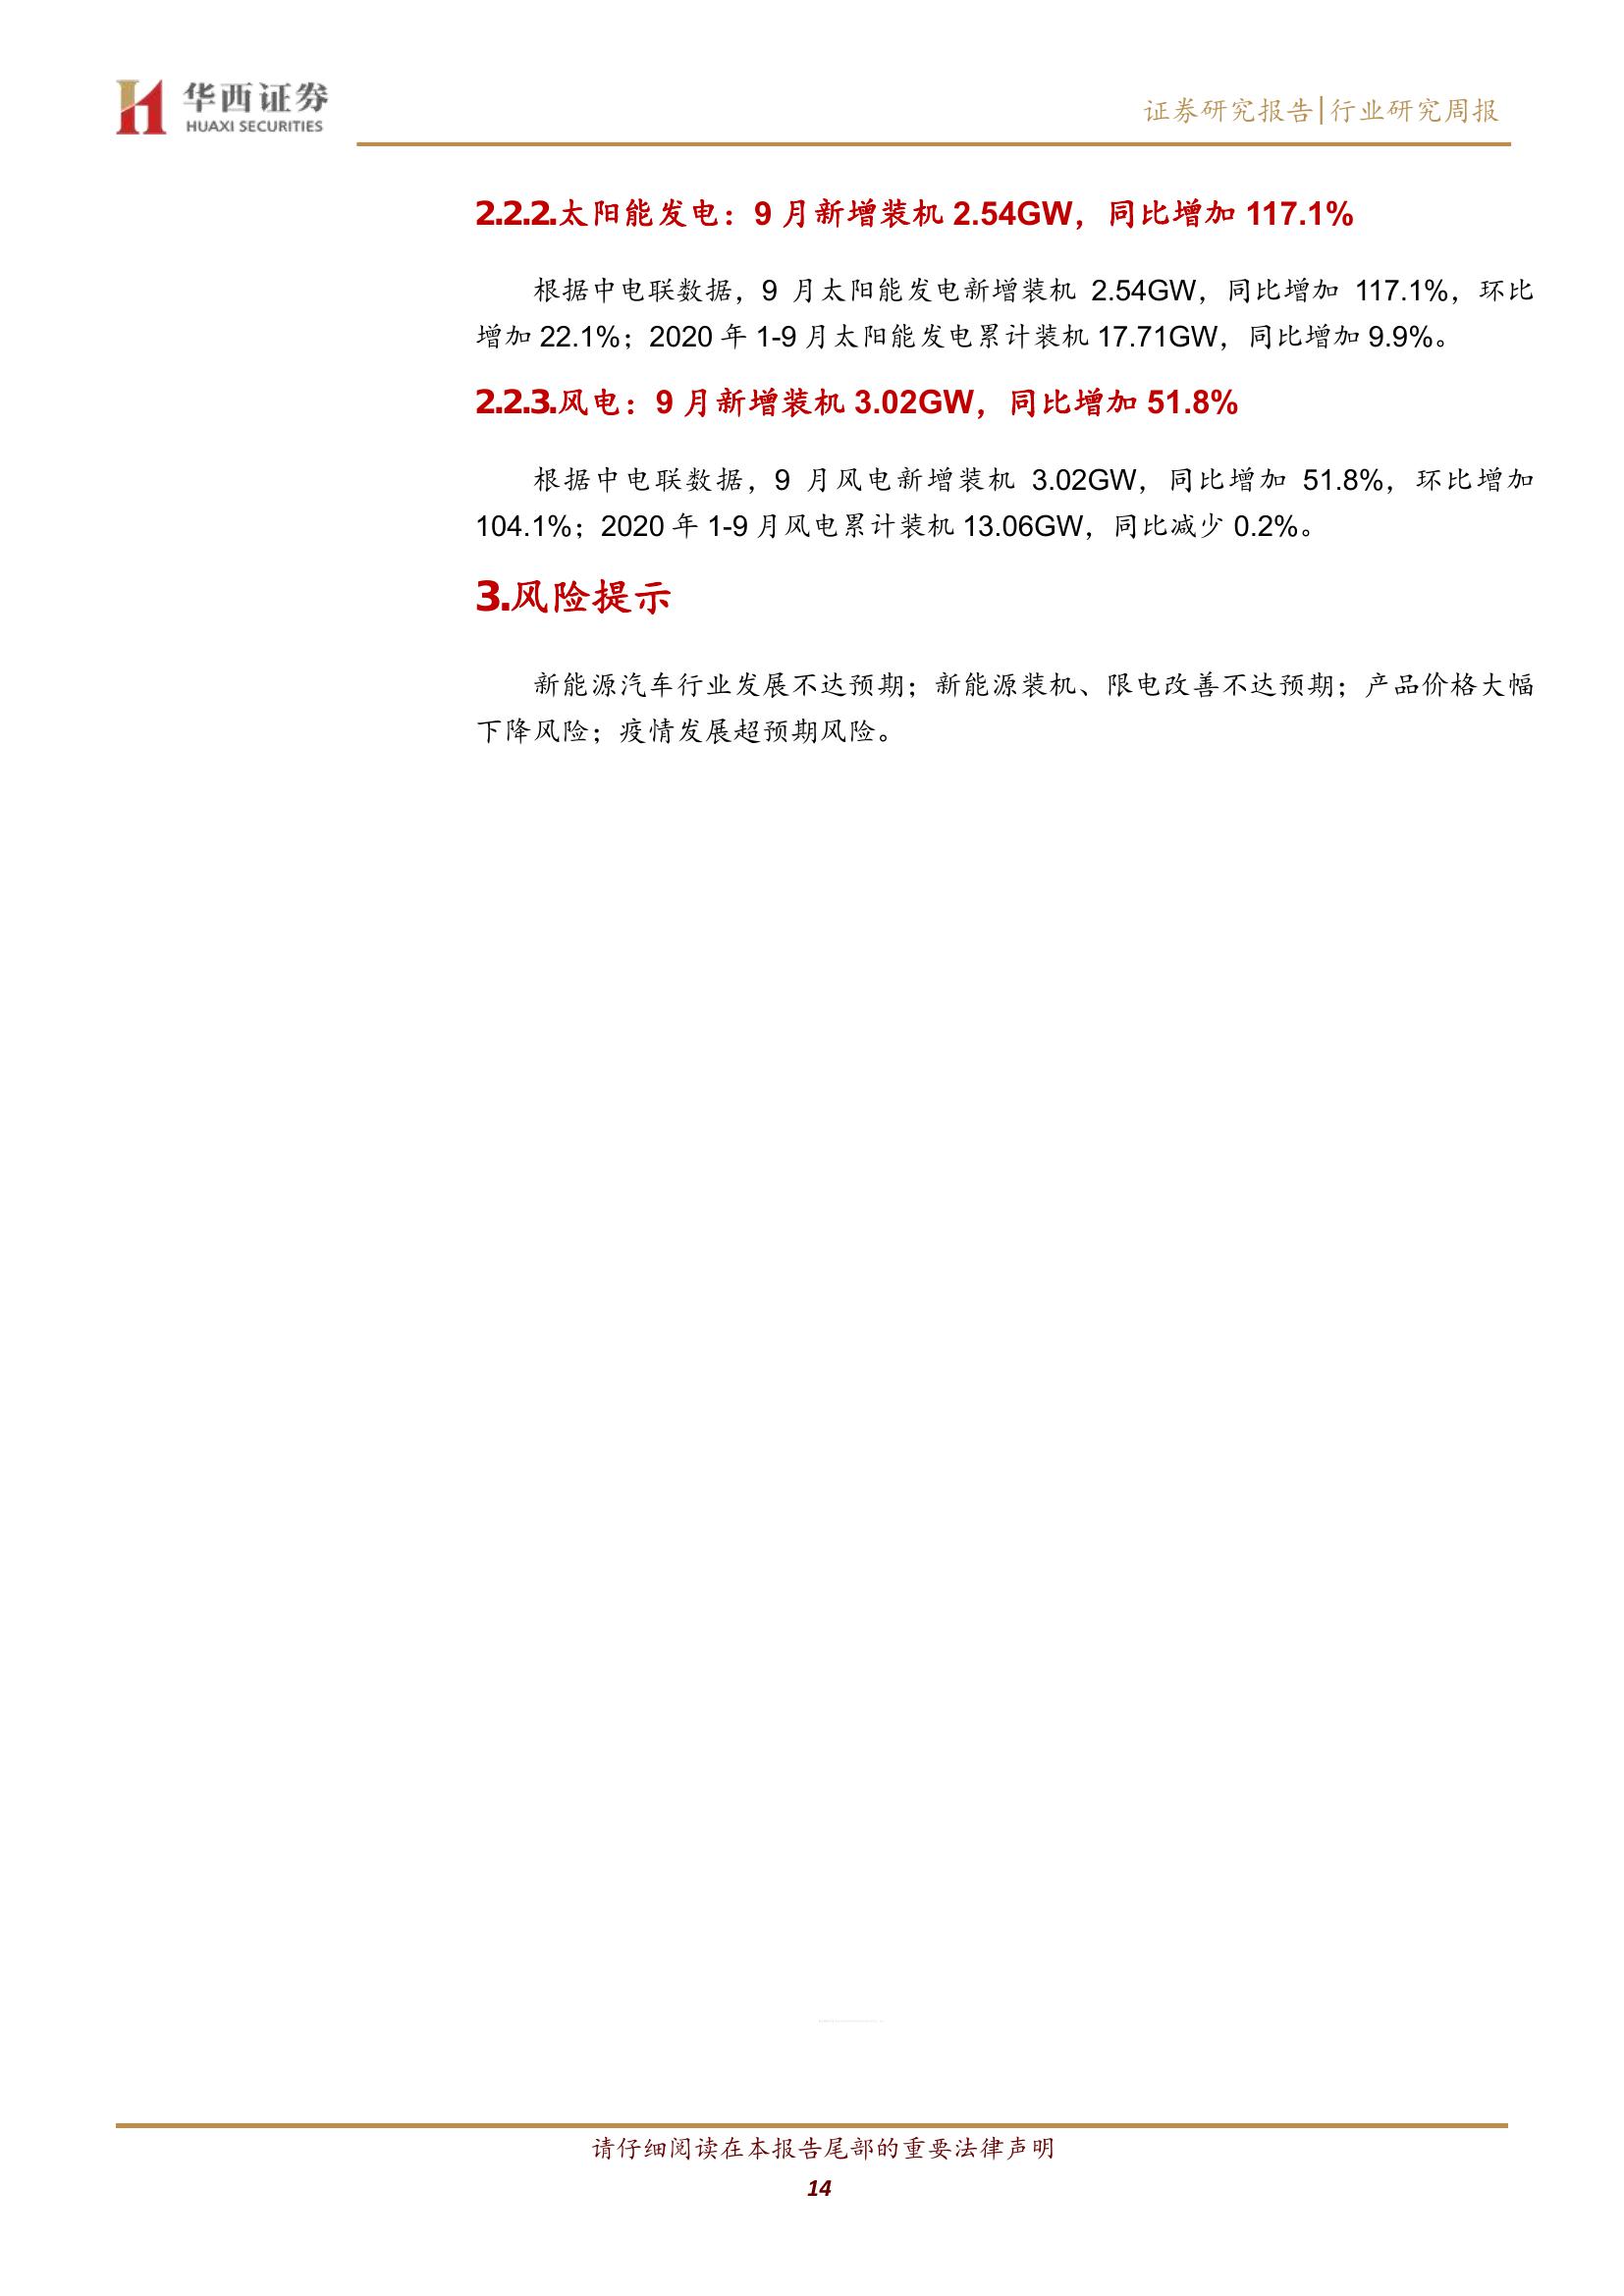 华西证券
HUAXI SECURITIES
证券研究报告|行业研究周报
2.2.2.太阳能发电：9 月新增装机 2.54GW，同比增加 117.1%
根据中电联数据，9 月太阳能发电新增装机 2.54GW，同比增加 117.1%，环比
增加 22.1%；2020 年 1-9 月太阳能发电累计装机 17.71GW，同比增加 9.9%。
2.2.3.风电：9 月新增装机 3.02GW，同比增加 51.8%
根据中电联数据，9 月风电新增装机 3.02GW，同比增加 51.8%，环比增加
104.1%；2020 年 1-9 月风电累计装机 13.06GW，同比减少 0.2%。
3.风险提示
新能源汽车行业发展不达预期；新能源装机、限电改善不达预期；产品价格大幅
下降风险；疫情发展超预期风险。
请仔细阅读在本报告尾部的重要法律声明
14